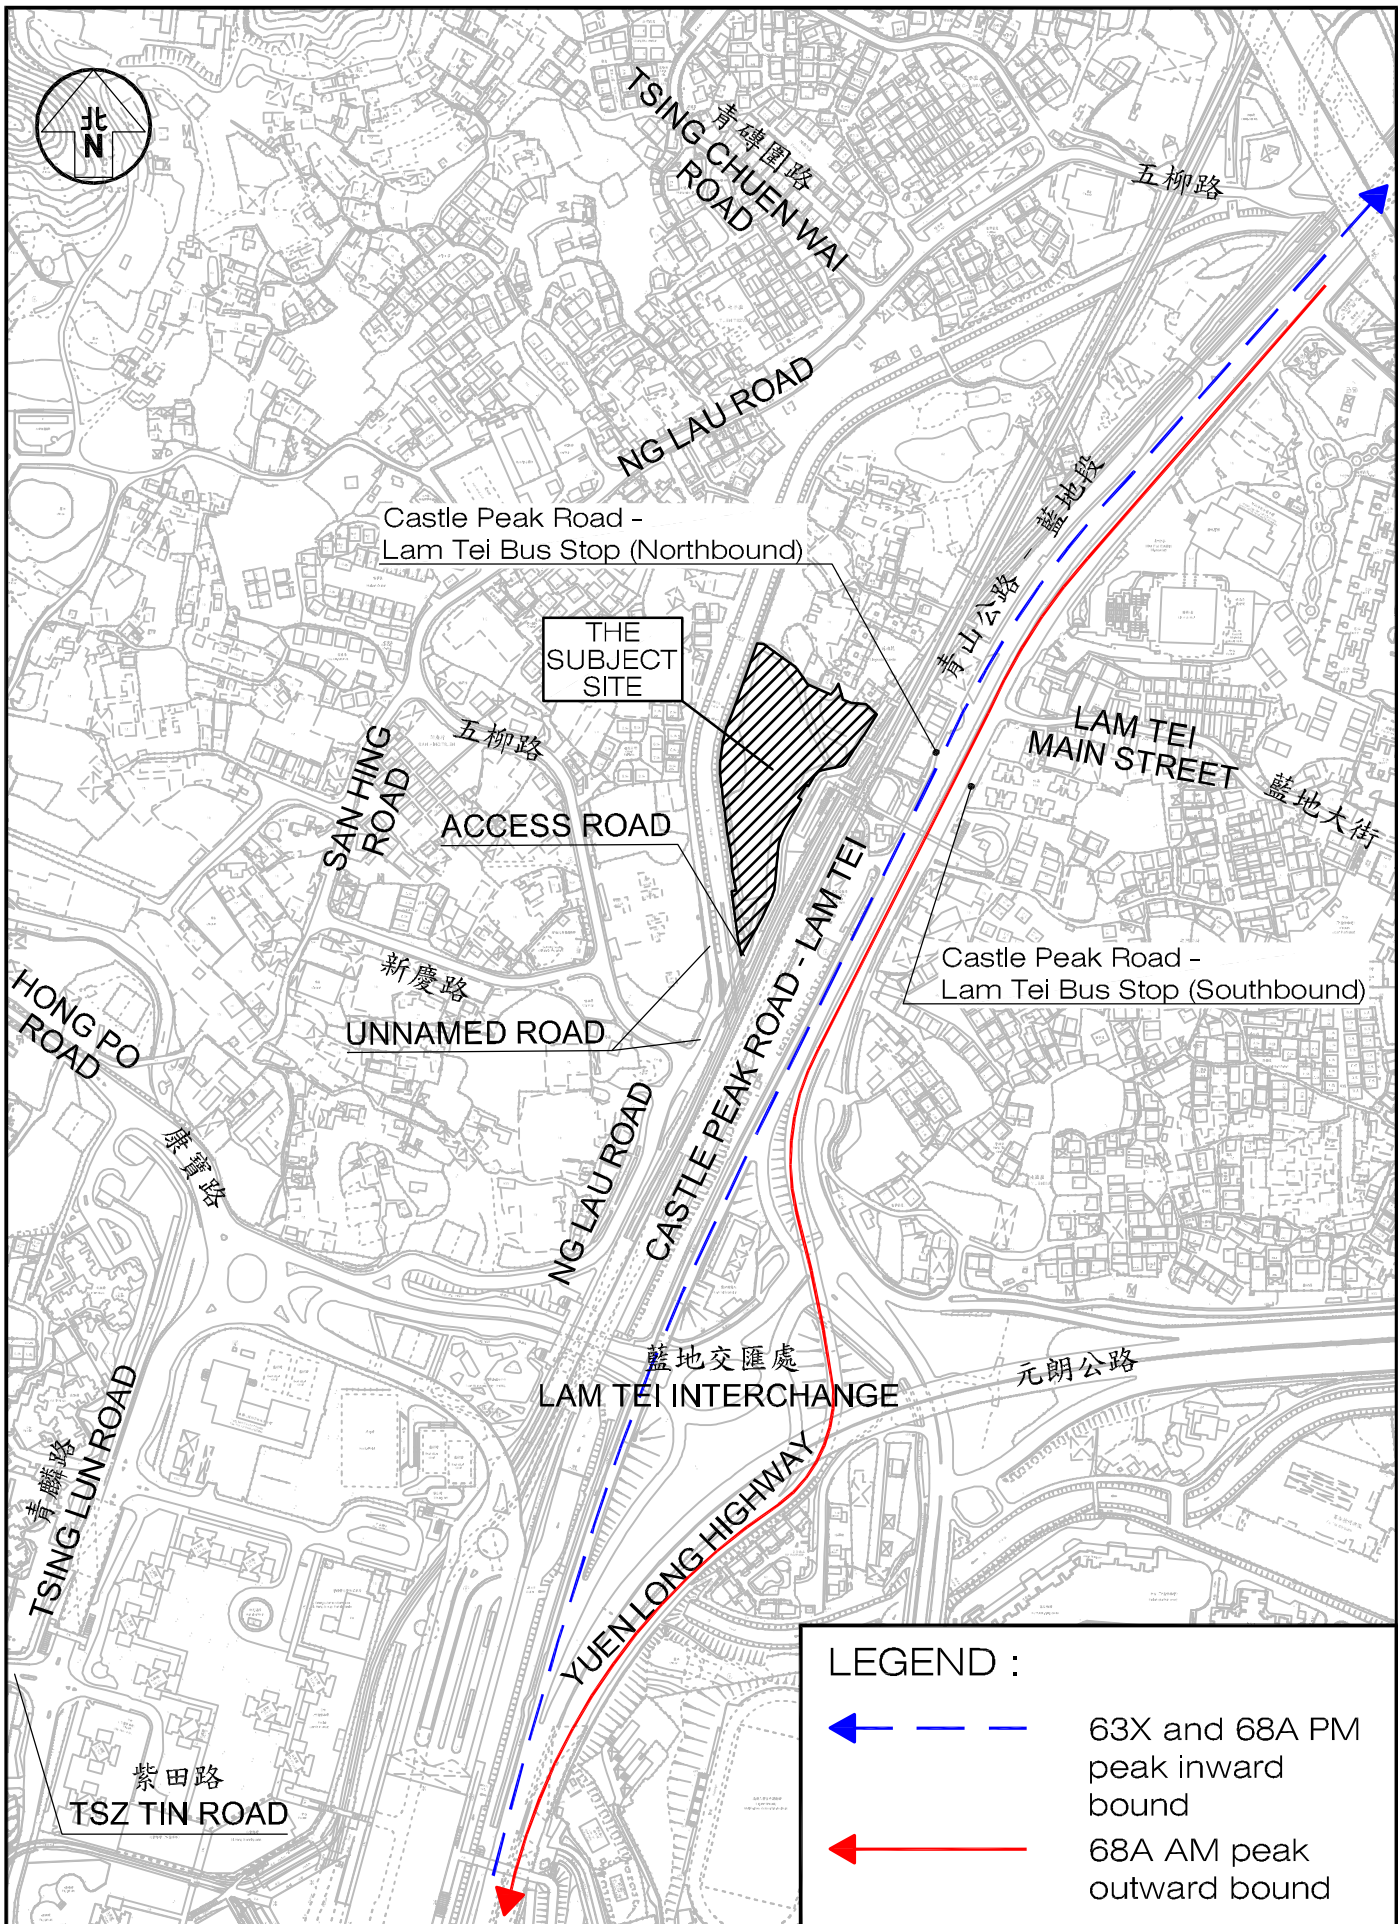 北
N
TSING CHUEN WAI
ROAD
青磚圍路
五柳路
NG LAU ROAD
Castle Peak Road -
Lam Tei Bus Stop (Northbound)
青山公路 - 藍地段
THE
SUBJECT
SITE
五柳路
SAN HING
ROAD
LAM TEI
MAIN STREET
藍地大街
ACCESS ROAD
CASTLE PEAK ROAD - LAM TEI
Castle Peak Road -
Lam Tei Bus Stop (Southbound)
新慶路
HONG PO
ROAD
UNNAMED ROAD
康寶路
NG LAU ROAD
藍地交匯處
LAM TEI INTERCHANGE
元朗公路
青麟路
TSING LUN ROAD
YUEN LONG HIGHWAY
紫田路
TSZ TIN ROAD
LEGEND :
63X and 68A PM
peak inward
bound
68A AM peak
outward bound